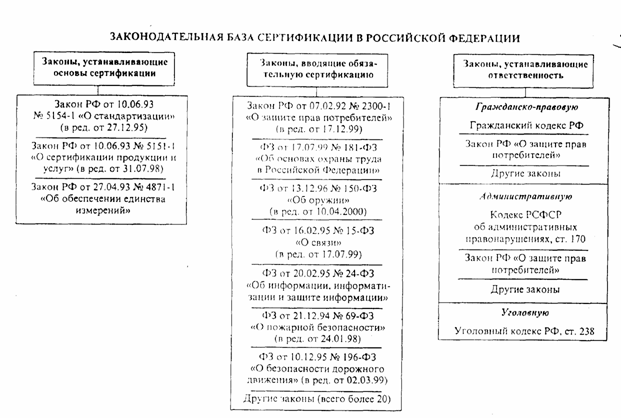 ЗАКОНОДАТЕЛЬНАЯ БАЗА СЕРТИФИКАЦИИ В РОССИЙСКОЙ ФЕДЕРАЦИИ
Законы, устанавливающие
основы сертификации
Закон РФ от 10.06.93
№ 5154-1 «О стандартизации»
(в ред. от 27.12.95)
Закон РФ от 10.06.93 № 5151-1
«О сертификации продукции и
услуг» (в ред. от 31.07.98)
Закон РФ от 27.04.93 № 4871-1
«Об обеспечении единства
измерений»
Законы, вводящие обяза-
тельную сертификацию
Закон РФ от 07.02.92 № 2300-1
«О защите прав потребителей»
(в ред. от 17.12.99)
ФЗ от 17.07.99 № 181-ФЗ
«Об основах охраны труда
в Российской Федерации»
ФЗ от 13.12.96 № 150-ФЗ
«Об оружии»
(в ред. от 10.04.2000)
ФЗ от 16.02.95 № 15-ФЗ
«О связи»
(в ред. от 17.07.99)
ФЗ от 20.02.95 № 24-ФЗ
«Об информации, информати-
зации и защите информации»
ФЗ от 21.12.94 № 69-ФЗ
«О пожарной безопасности»
(в ред. от 24.01.98)
ФЗ от 10.12.95 № 196-ФЗ
«О безопасности дорожного
движения» (в ред. от 02.03.99)
Другие законы (всего более 20)
Законы, устанавливающие
ответственность
Гражданско-правовую
Гражданский кодекс РФ
Закон РФ «О защите прав
потребителей»
Другие законы
Административную
Кодекс РСФСР
об административных
правонарушениях, ст. 170
Закон РФ «О защите прав
потребителей»
Другие законы
Уголовную
Уголовный кодекс РФ, ст. 238